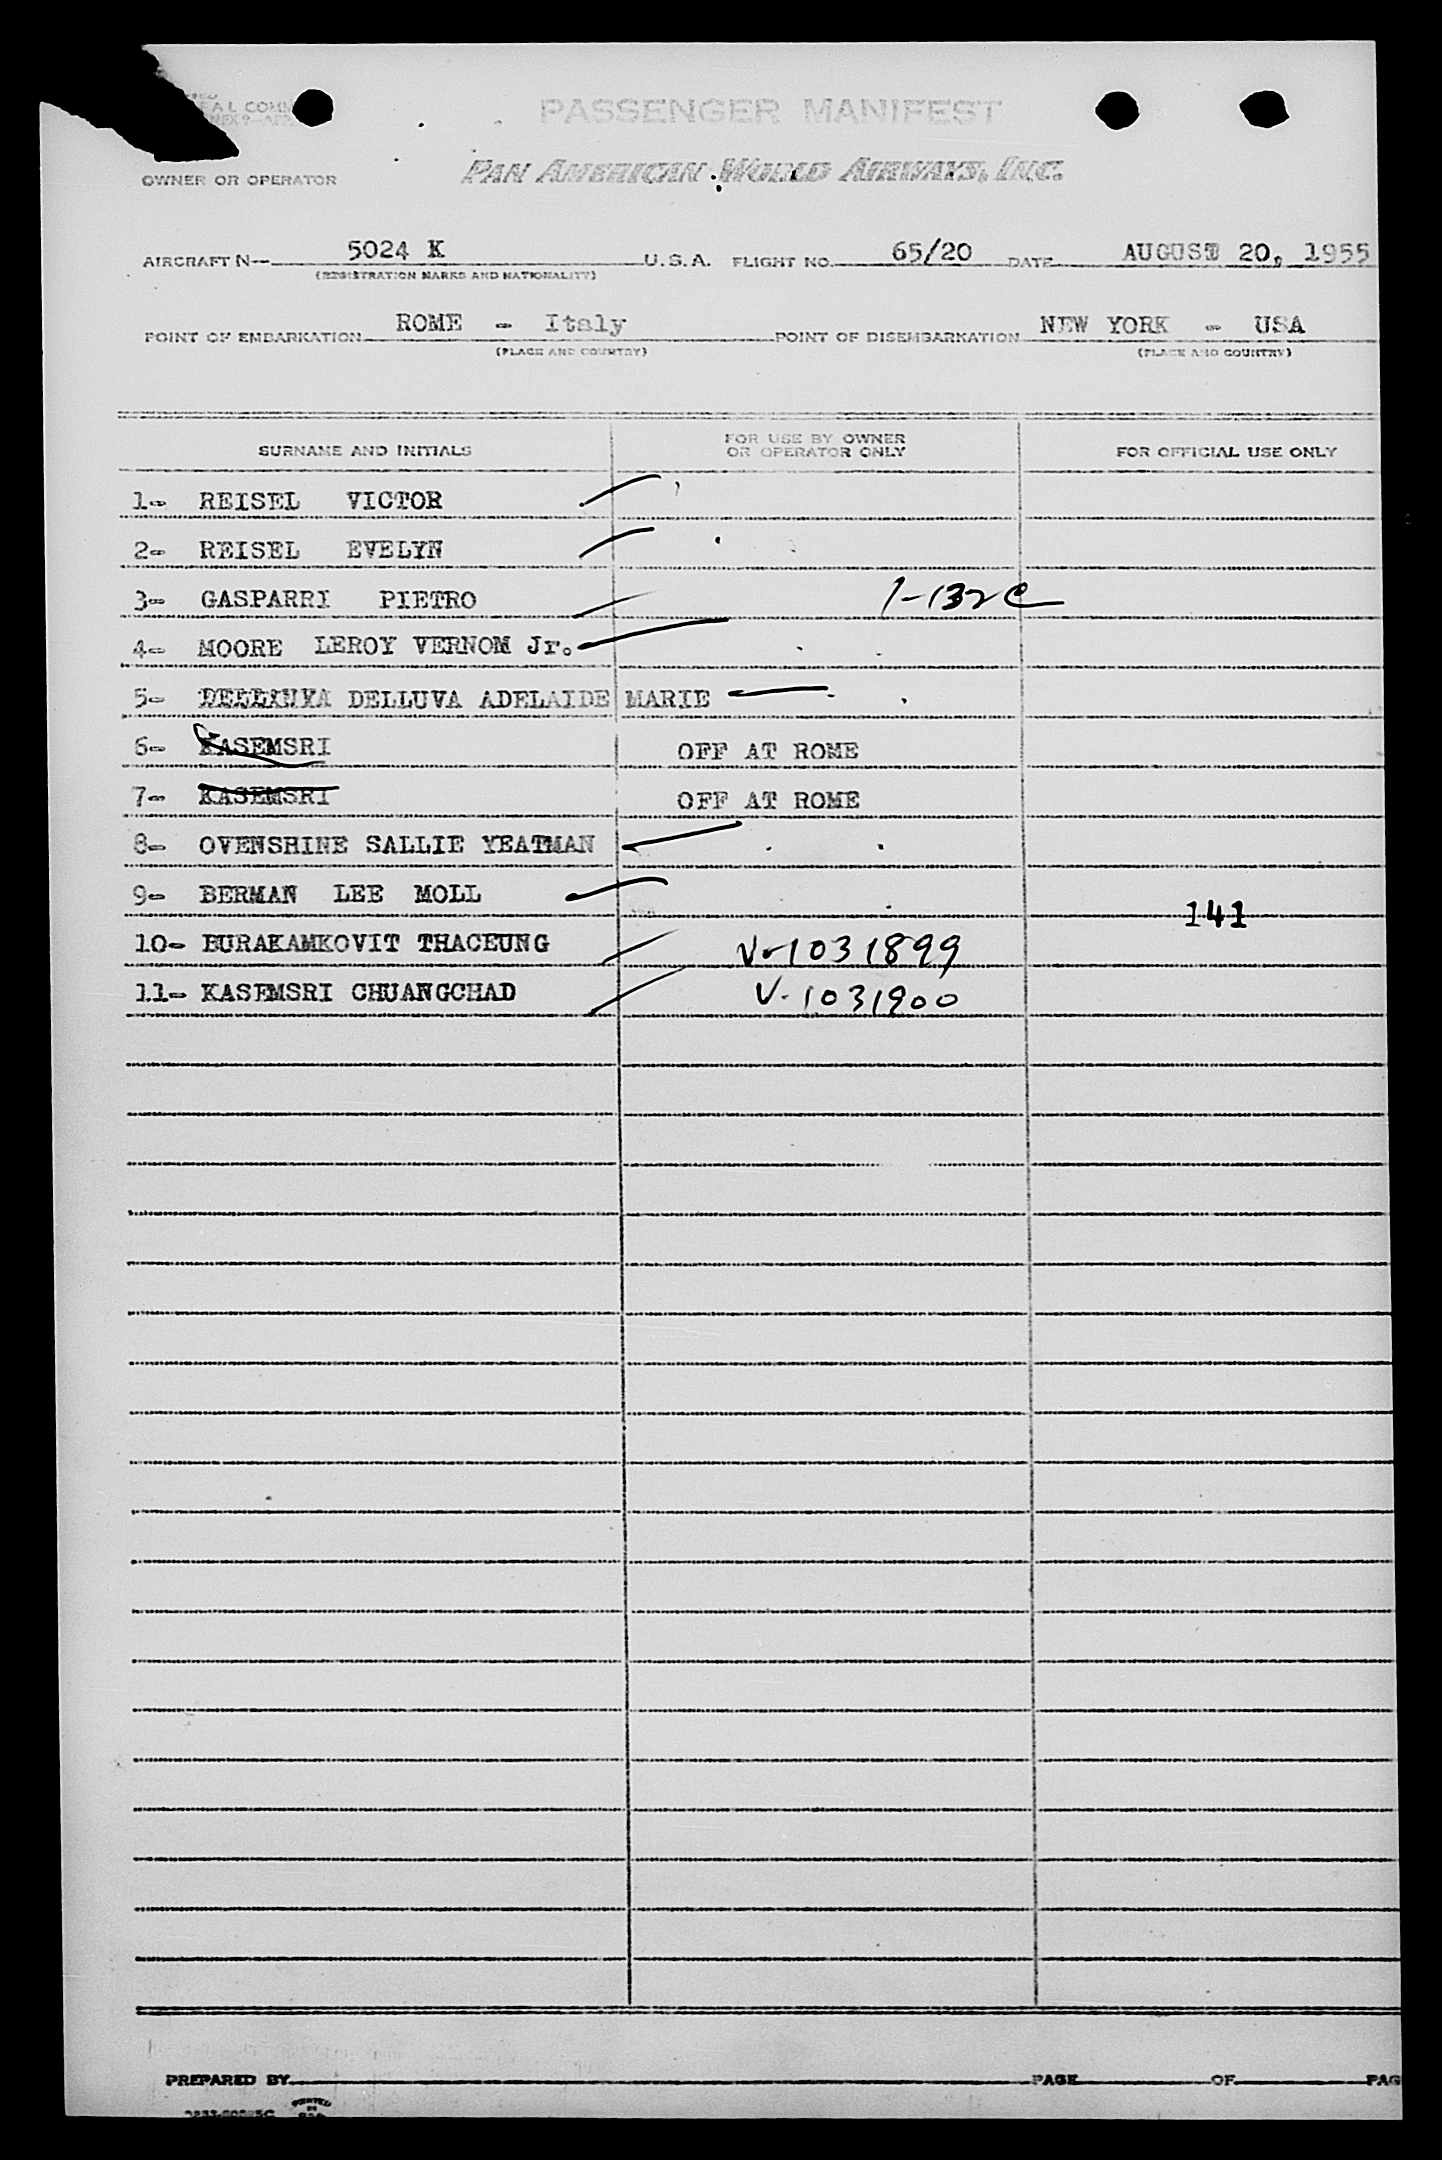 PASSENGER MANIFEST
PAN AMERICAN WORLD AIRWAYS, INC.
OWNER OR OPERATOR
AIRCRAFT N-- 5024 K U.S.A. FLIGHT NO. 65/20 DATE AUGUST 20, 1955
(REGISTRATION MARKS AND NATIONALITY)
POINT OF EMBARKATION ROME - Italy POINT OF DISEMBARKATION NEW YORK - USA
(PLACE AND COUNTRY) (PLACE AND COUNTRY)
SURNAME AND INITIALS FOR USE BY OWNER OR OPERATOR ONLY FOR OFFICIAL USE ONLY
1- REISEL VICTOR
2- REISEL EVELYN
3- GASPARRI PIETRO 1-132 C
4- MOORE LEROY VERNOM Jr.
5- DELLUVA ADELAIDE MARIE
6- KASEMSRI OFF AT ROME
7- KASEMSRI OFF AT ROME
8- OVENSHINE SALLIE YEATMAN
9- BERMAN LEE MOLL
141
10- BURAKAMKOVIT THACEUNG V-1031899
11- KASEMSRI CHUANGCHAD V-1031900
PREPARED BY PAGE OF PAG